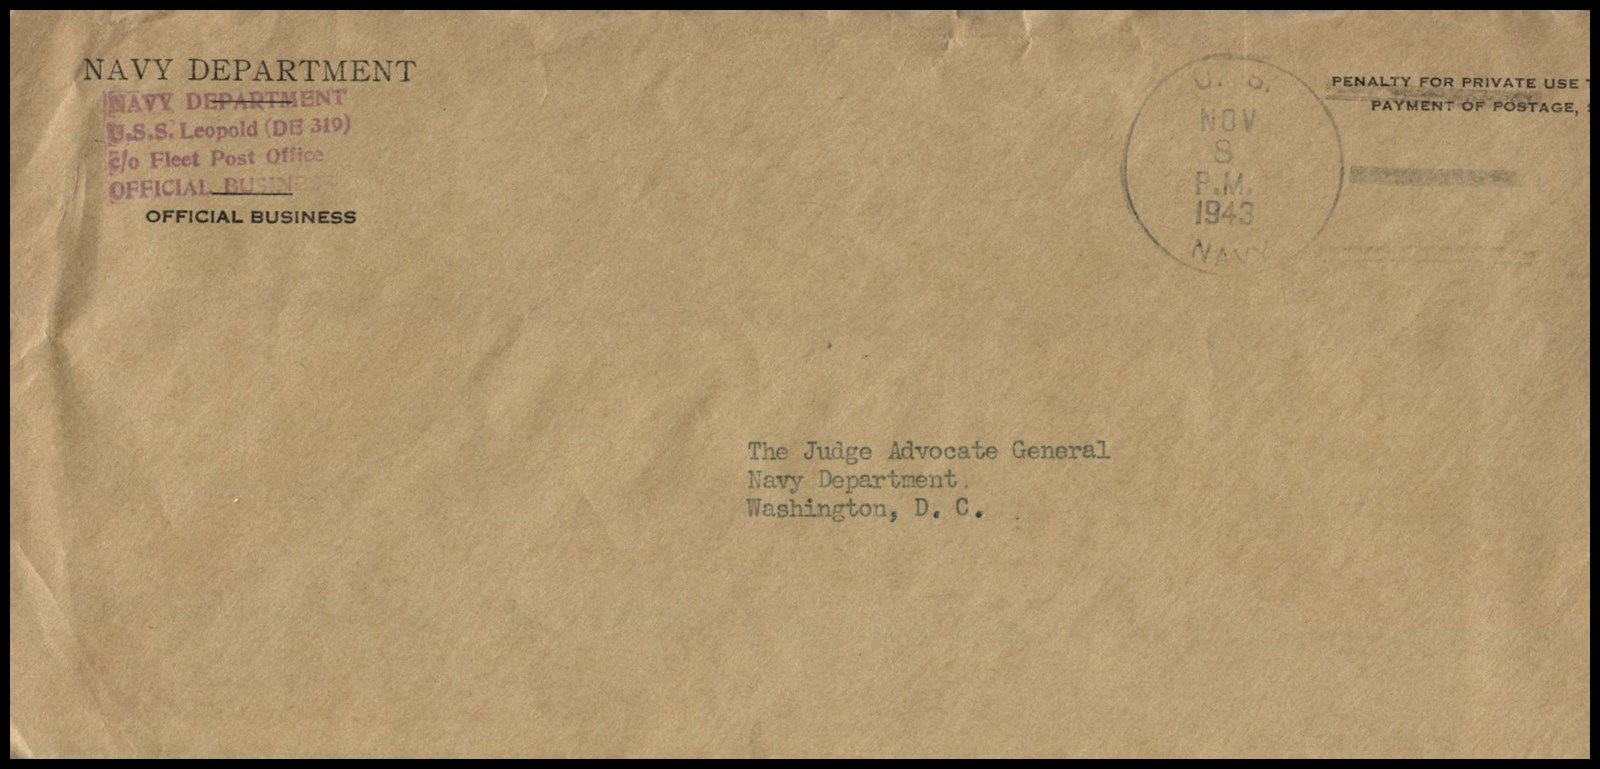 NAVY DEPARTMENT
NAVY DEPARTMENT
U.S.S. Leopold (DE 319)
c/o Fleet Post Office
OFFICIAL
OFFICIAL BUSINESS
U. S.
NOV
8
P.M.
1943
NAVY
PENALTY FOR PRIVATE USE
PAYMENT OF POSTAGE,
The Judge Advocate General
Navy Department
Washington, D. C.